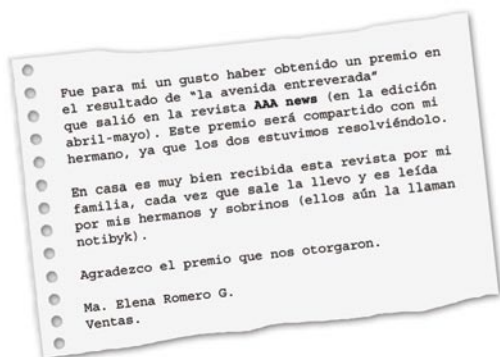 Fue para mí un gusto haber obtenido un premio en
el resultado de "la avenida entreverada"
que salió en la revista AAA news (en la edición
abril-mayo). Este premio será compartido con mi
hermano, ya que los dos estuvimos resolviéndolo.
En casa es muy bien recibida esta revista por mi
familia, cada vez que sale la llevo y es leída
por mis hermanos y sobrinos (ellos aún la llaman
notibyk).
Agradezco el premio que nos otorgaron.
Ma. Elena Romero G.
Ventas.